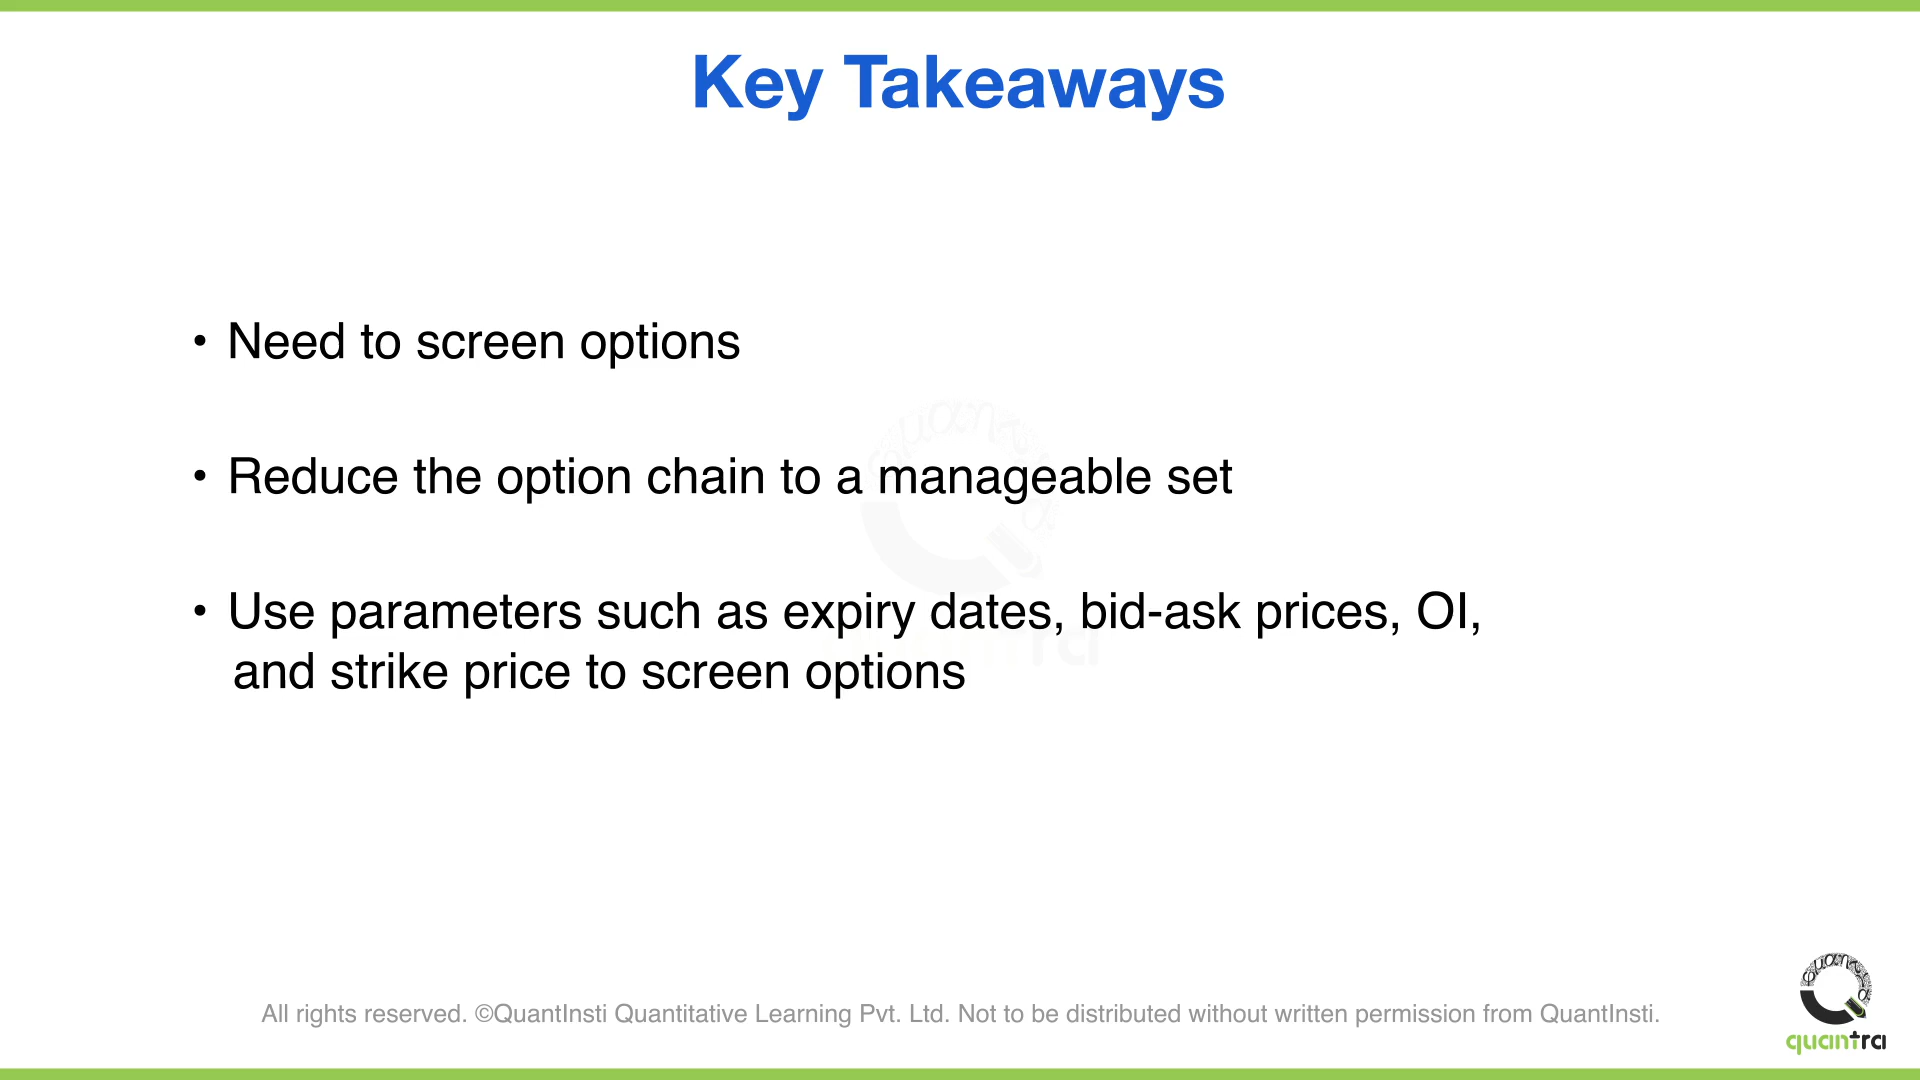 Key Takeaways
• Need to screen options
• Reduce the option chain to a manageable set
• Use parameters such as expiry dates, bid-ask prices, OI,
and strike price to screen options
All rights reserved. ©QuantInsti Quantitative Learning Pvt. Ltd. Not to be distributed without written permission from QuantInsti.
quantra